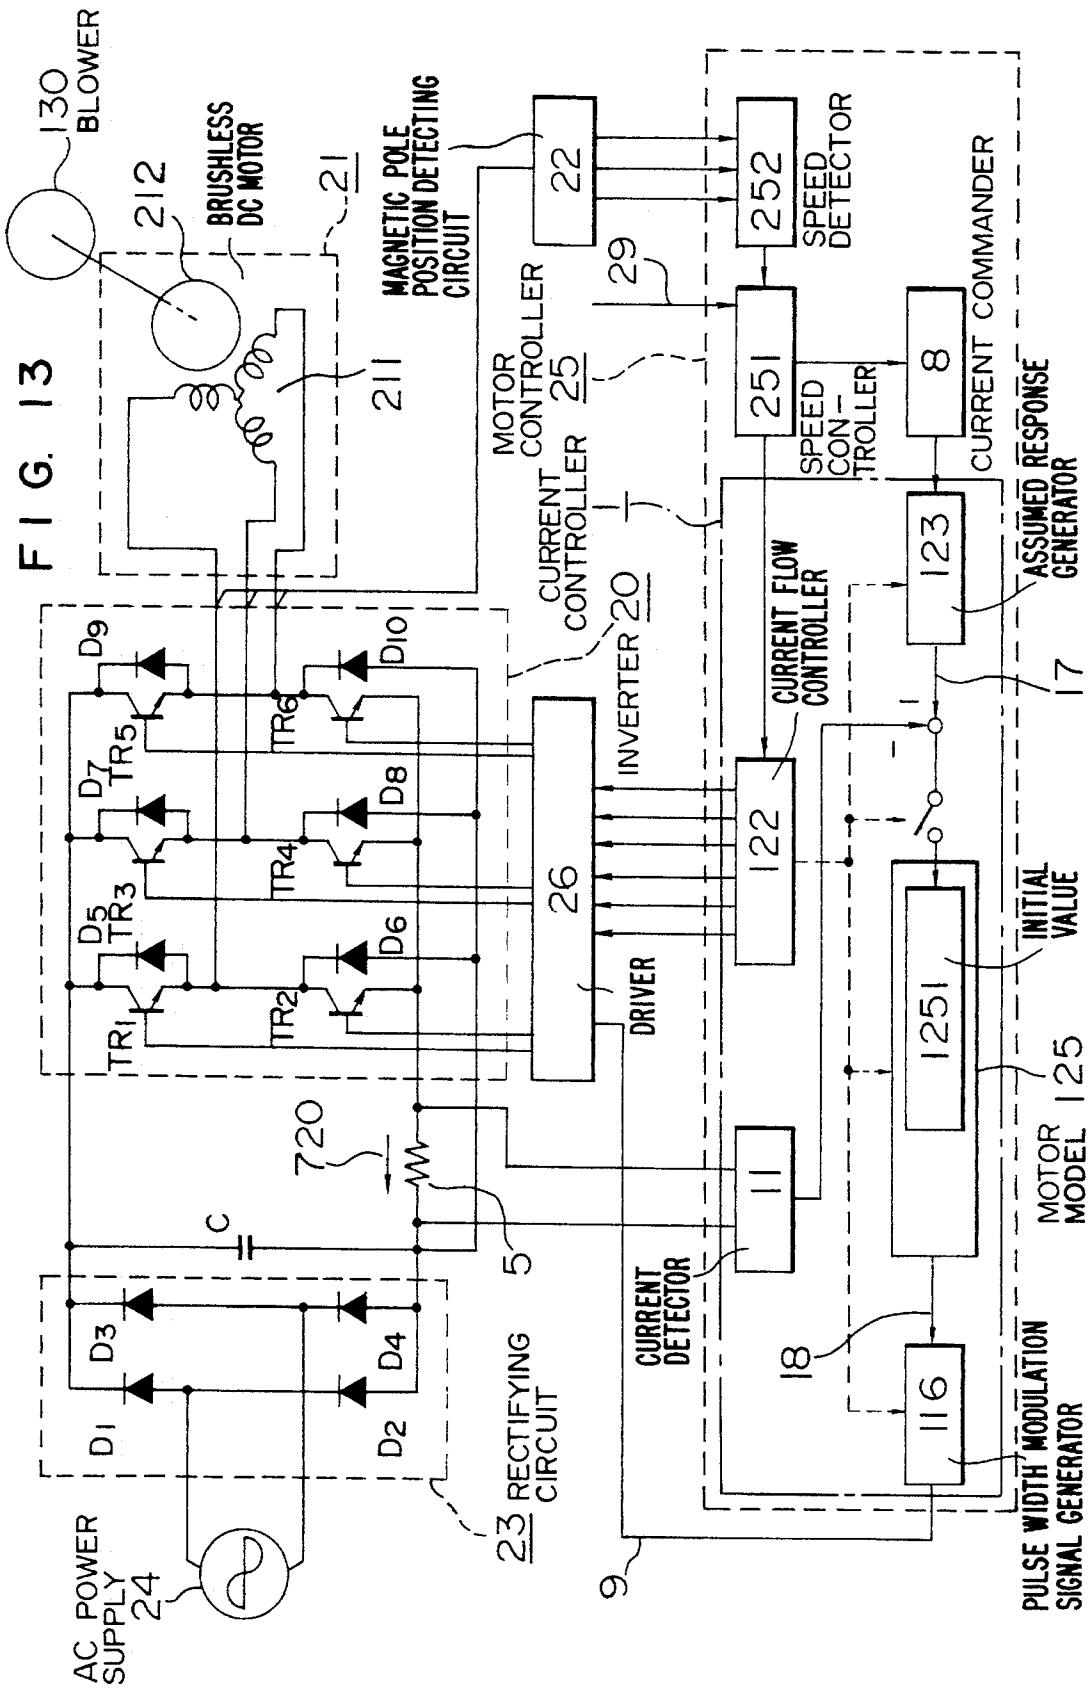 FIG. 13
130
BLOWER
212
BRUSHLESS
DC MOTOR
21
211
MAGNETIC POLE
POSITION DETECTING
CIRCUIT
22
252
SPEED
DETECTOR
29
MOTOR
CONTROLLER
25
251
SPEED
CON-
TROLLER
8
CURRENT COMMANDER
CURRENT
CONTROLLER
1
INVERTER 20
D9
TR5
D10
TR6
D7
TR3
D8
TR4
D5
TR1
D6
TR2
26
DRIVER
CURRENT FLOW
CONTROLLER
122
123
ASSUMED RESPONSE
GENERATOR
17
720
5
C
CURRENT
DETECTOR
11
1251
INITIAL
VALUE
MOTOR
MODEL 125
18
116
PULSE WIDTH MODULATION
SIGNAL GENERATOR
9
D3
D4
D1
D2
23 RECTIFYING
CIRCUIT
AC POWER
SUPPLY
24